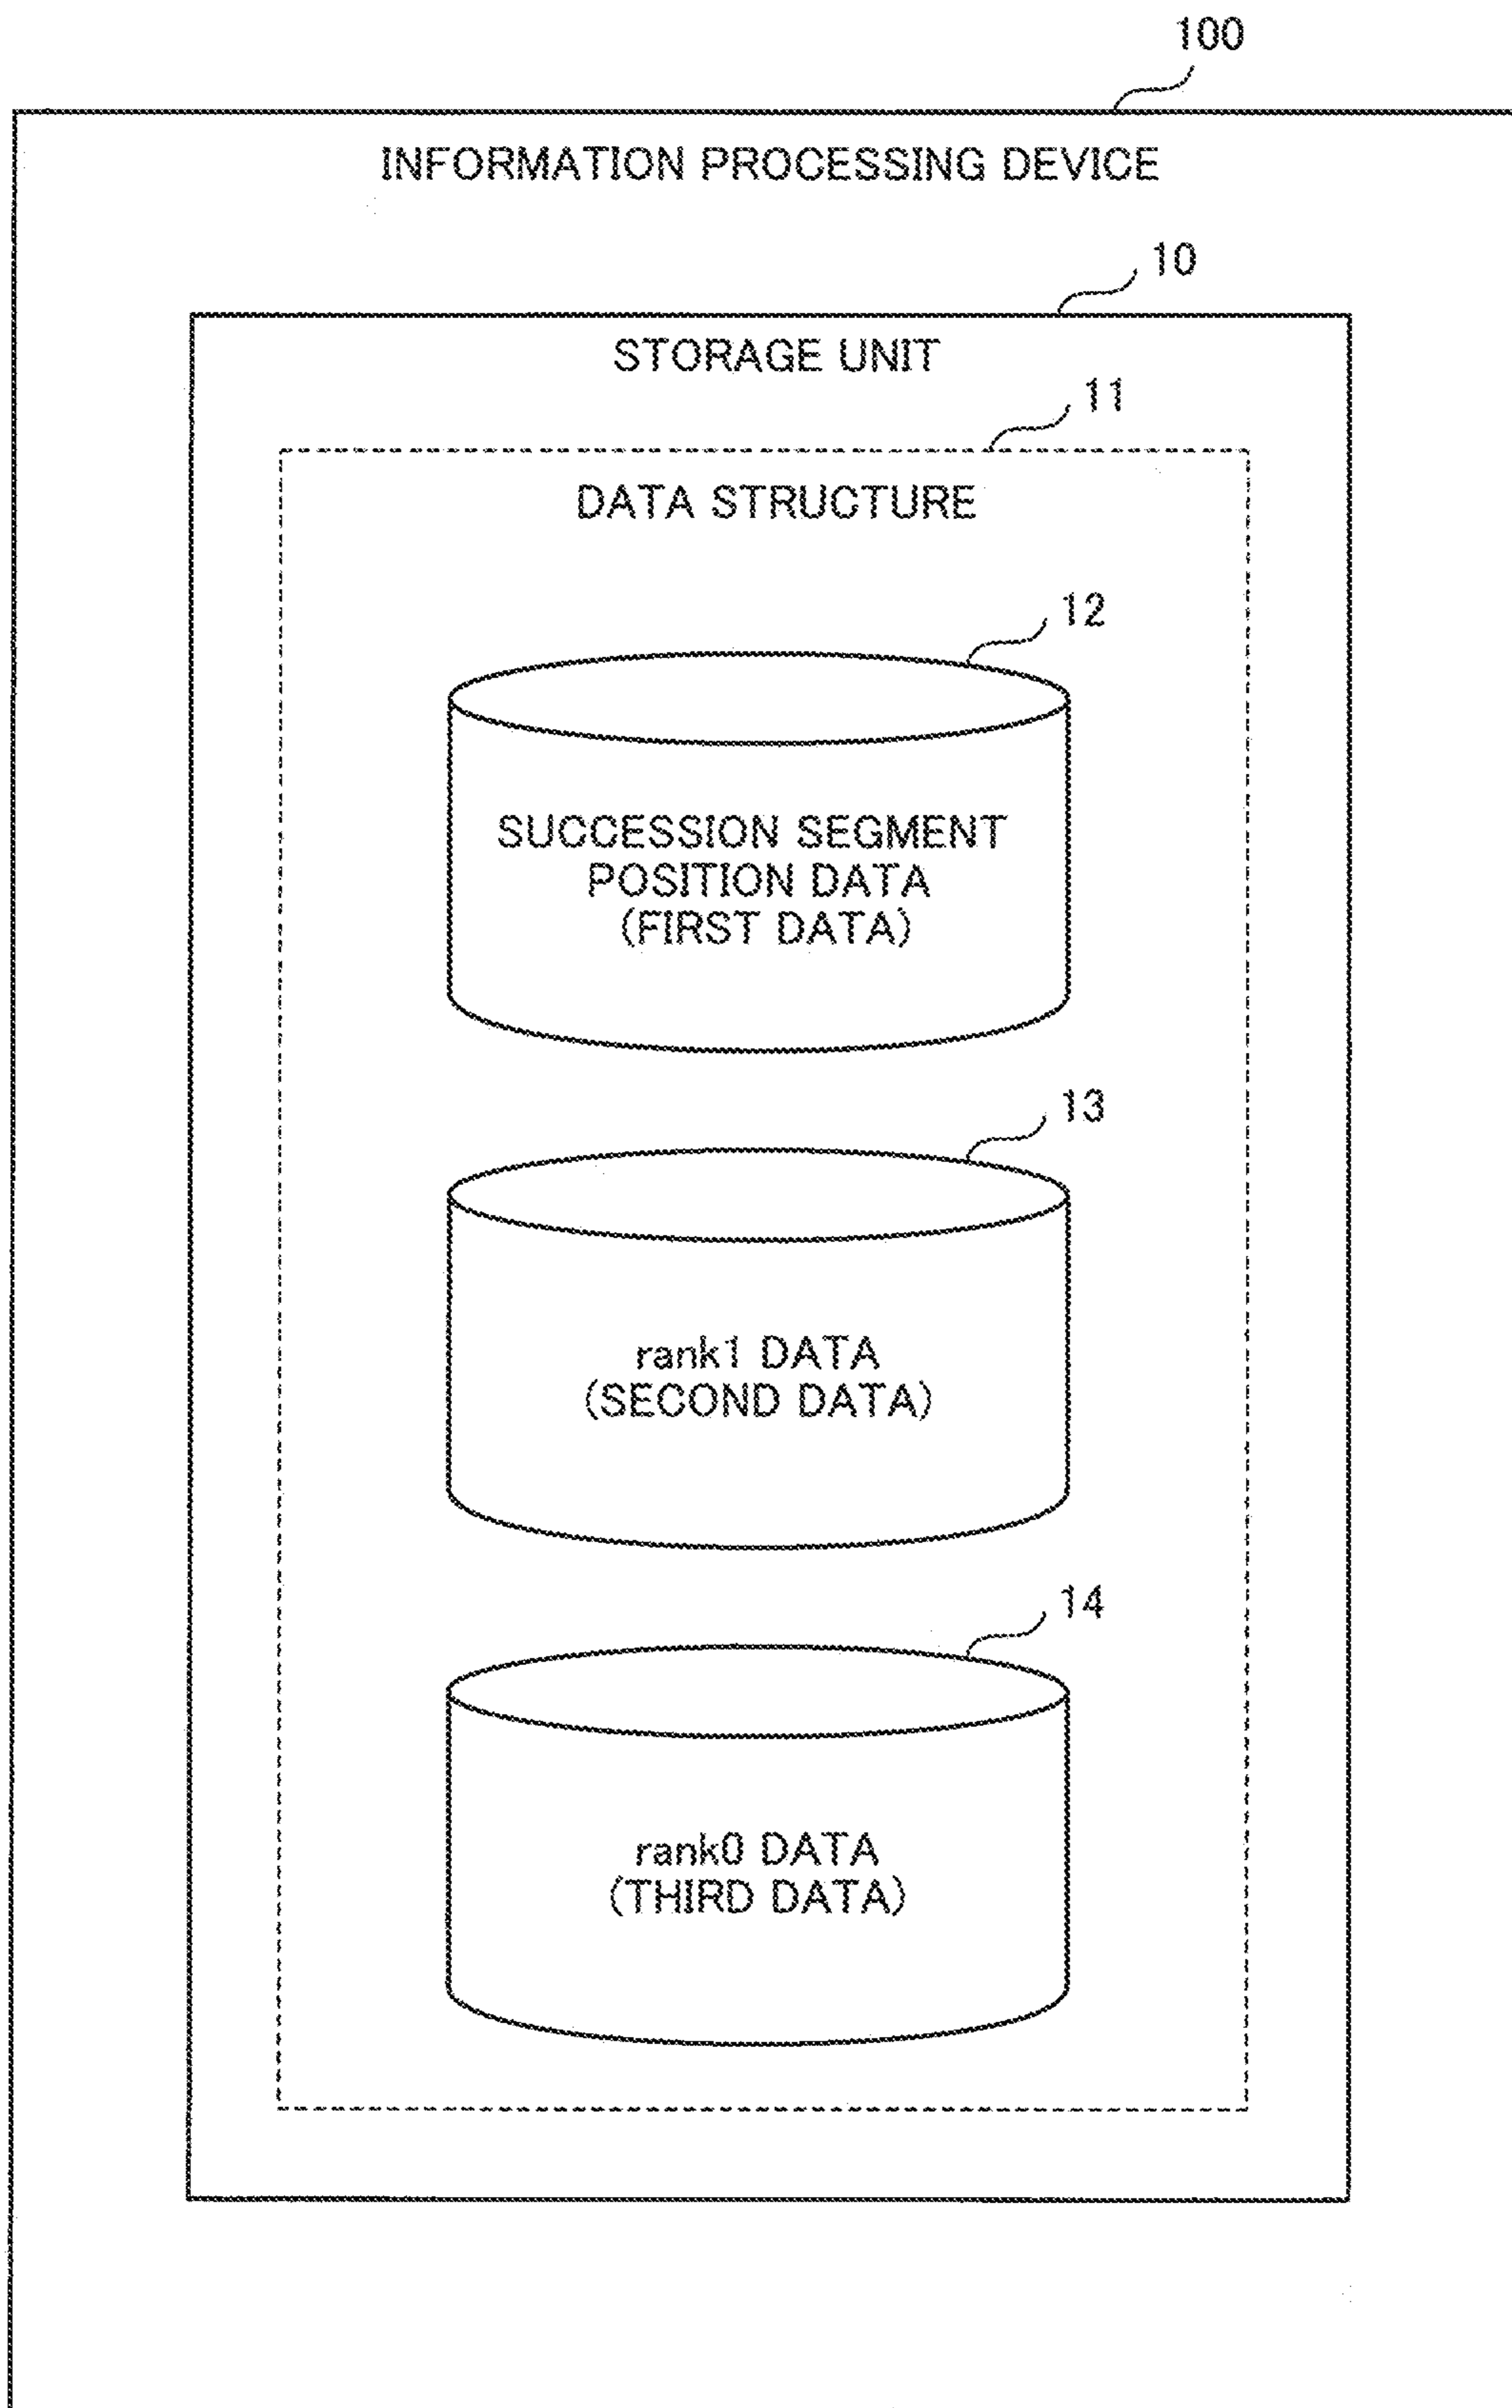 100
INFORMATION PROCESSING DEVICE
10
STORAGE UNIT
11
DATA STRUCTURE
12
SUCCESSION SEGMENT
POSITION DATA
(FIRST DATA)
13
rank1 DATA
(SECOND DATA)
14
rank0 DATA
(THIRD DATA)